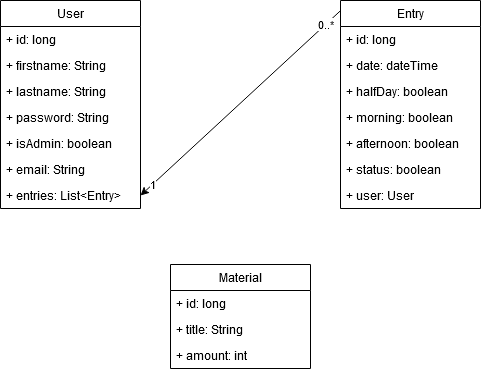 User
+ id: long
+ firstname: String
+ lastname: String
+ password: String
+ isAdmin: boolean
+ email: String
+ entries: List<Entry>
1
0..*
Entry
+ id: long
+ date: dateTime
+ halfDay: boolean
+ morning: boolean
+ afternoon: boolean
+ status: boolean
+ user: User
Material
+ id: long
+ title: String
+ amount: int